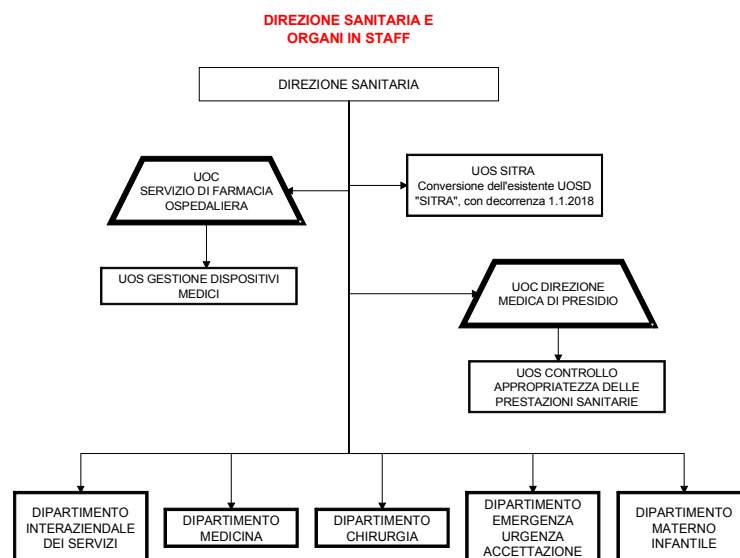 DIREZIONE SANITARIA E
ORGANI IN STAFF
DIREZIONE SANITARIA
UOC
SERVIZIO DI FARMACIA
OSPEDALIERA
UOS SITRA
Conversione dell'esistente UOSD
"SITRA", con decorrenza 1.1.2018
UOS GESTIONE DISPOSITIVI
MEDICI
UOC DIREZIONE
MEDICA DI PRESIDIO
UOS CONTROLLO
APPROPRIATEZZA DELLE
PRESTAZIONI SANITARIE
DIPARTIMENTO
INTERAZIENDALE
DEI SERVIZI
DIPARTIMENTO
MEDICINA
DIPARTIMENTO
CHIRURGIA
DIPARTIMENTO
EMERGENZA
URGENZA
ACCETTAZIONE
DIPARTIMENTO
MATERNO
INFANTILE